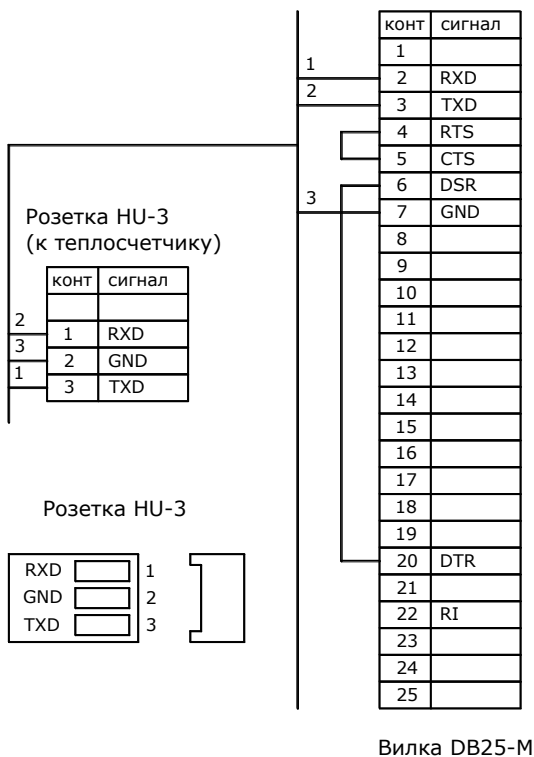 конт сигнал
1
2 RXD
3 TXD
4 RTS
5 CTS
6 DSR
7 GND
8
9
10
11
12
13
14
15
16
17
18
19
20 DTR
21
22 RI
23
24
25
1
2
3
Розетка HU-3
(к теплосчетчику)
конт сигнал
2
1 RXD
3
2 GND
1
3 TXD
Розетка HU-3
RXD 1
GND 2
TXD 3
Вилка DB25-M